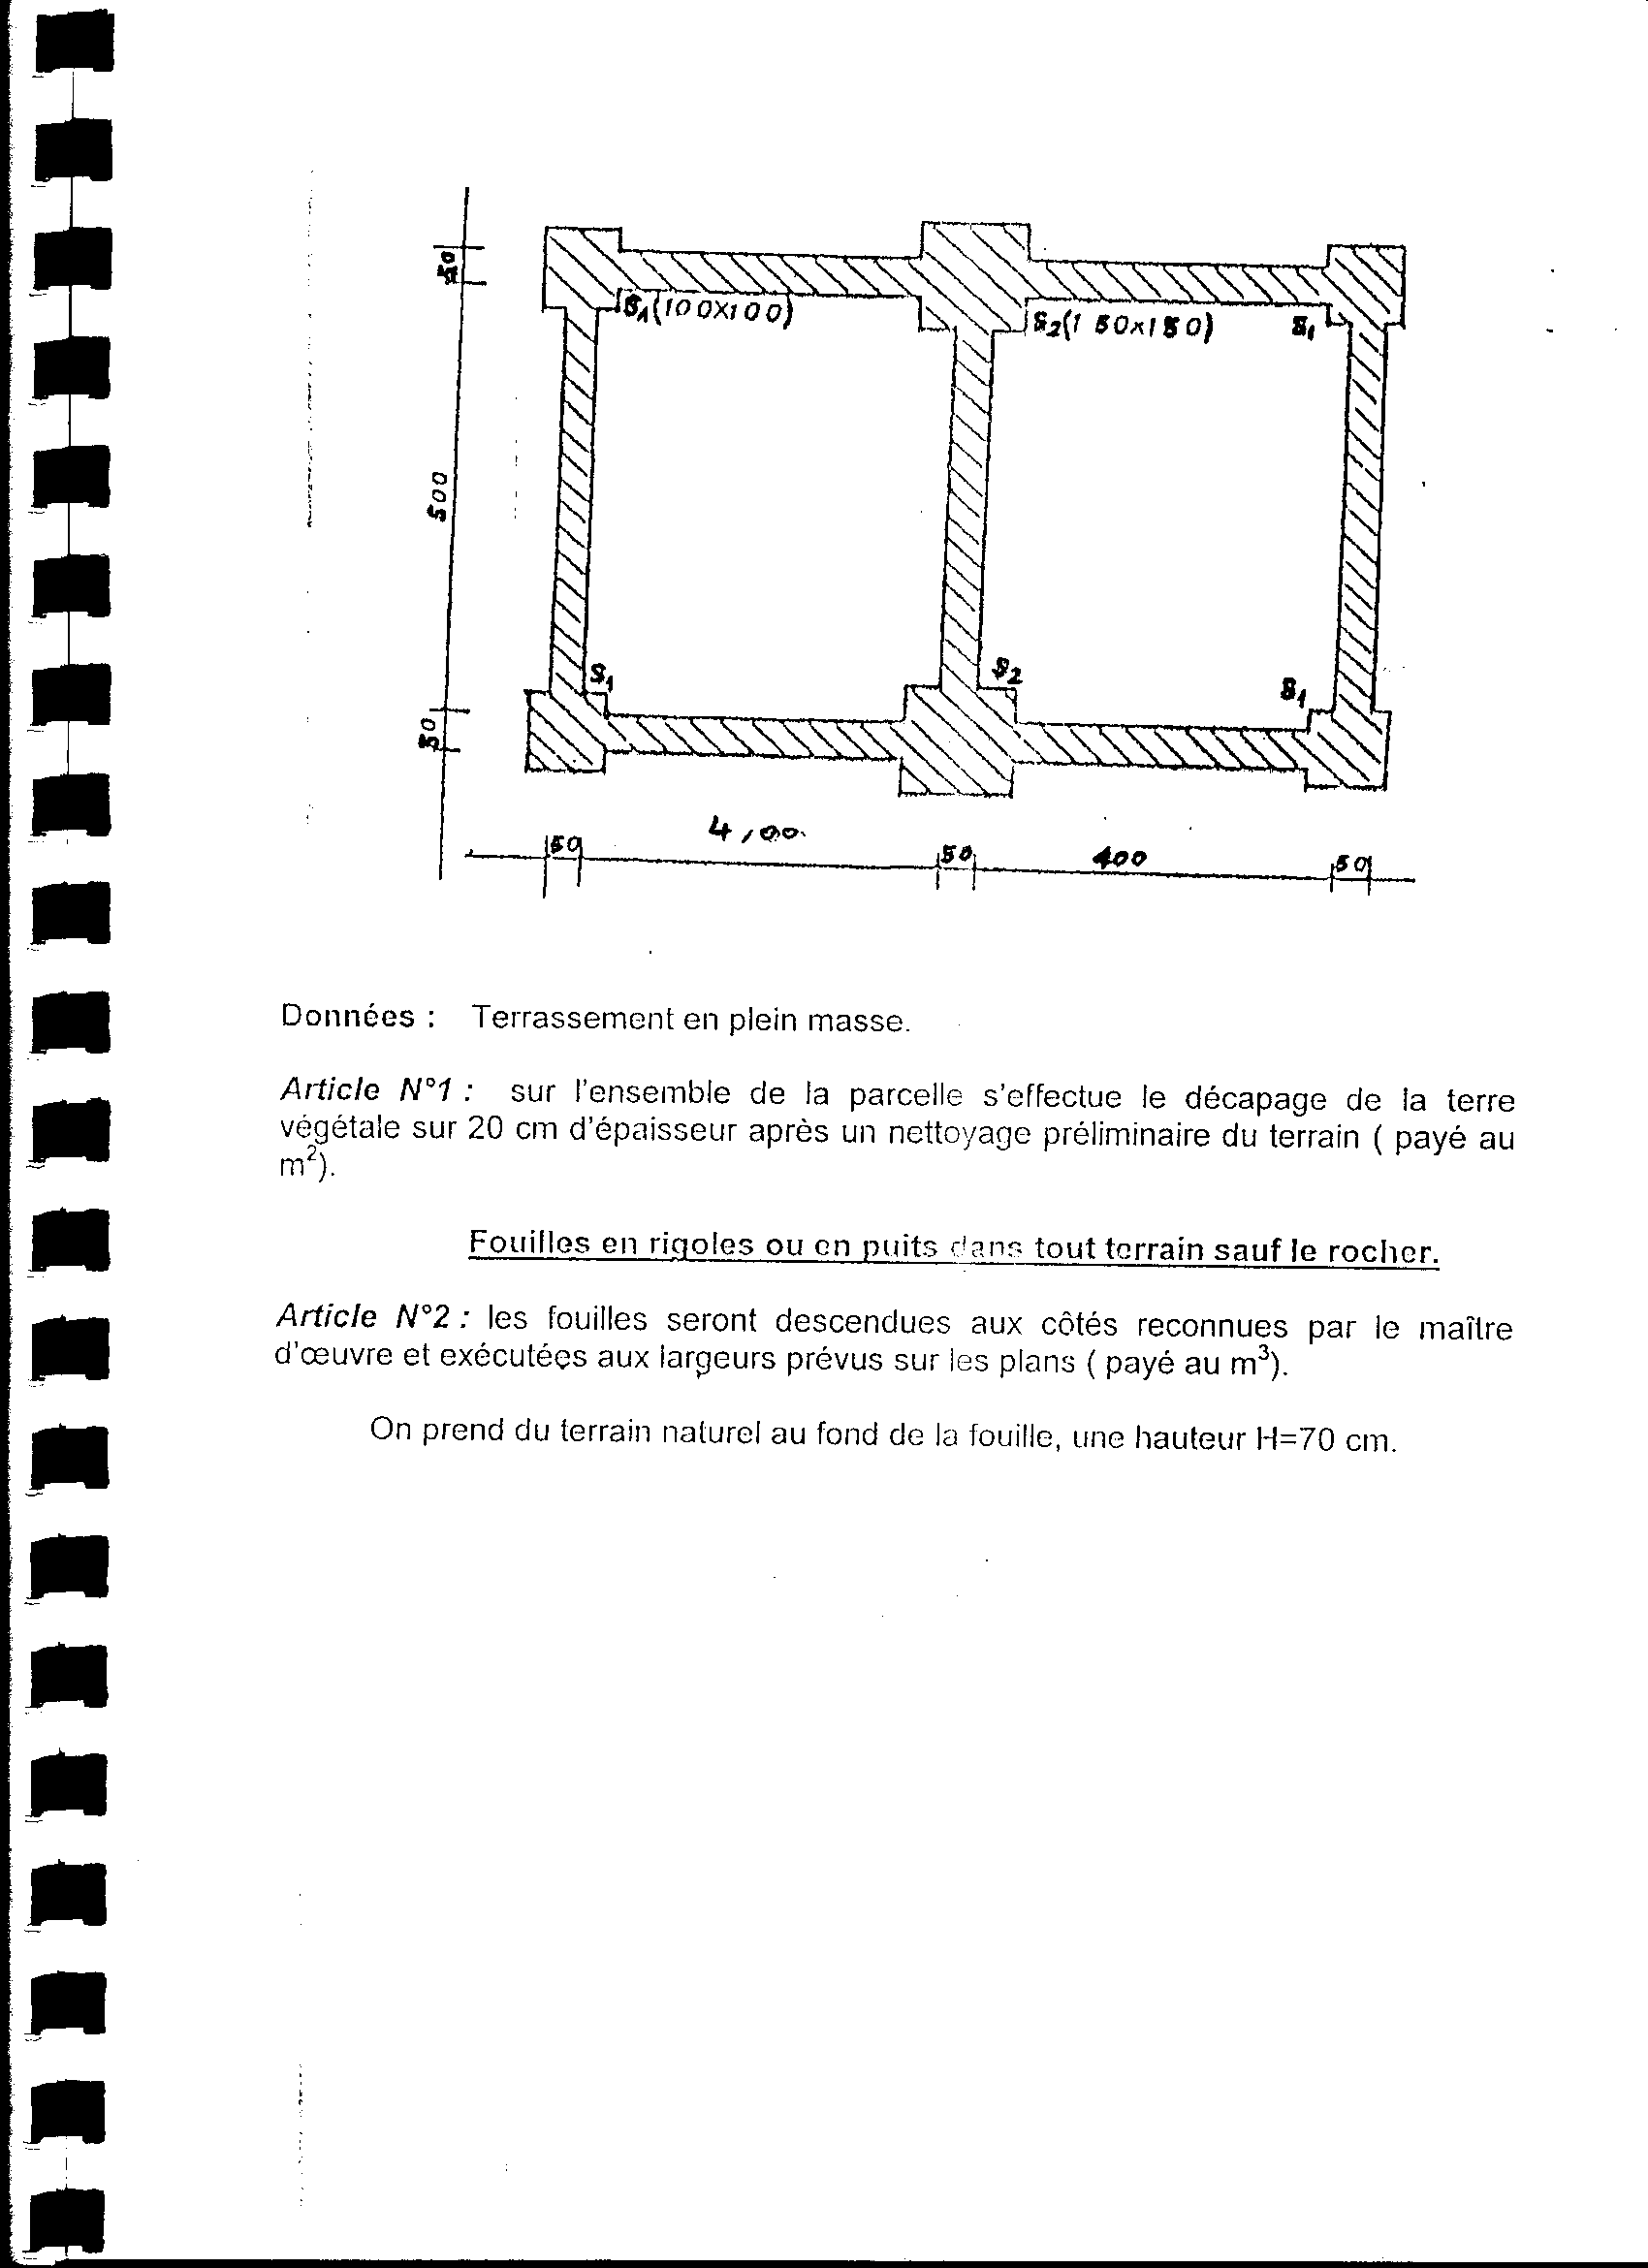 50
S1(100x100)
S2(150x150)
S1
500
S1
S2
S1
50
4,00
50
50
400
50
Données : Terrassement en plein masse.
Article N°1 : sur l'ensemble de la parcelle s'effectue le décapage de la terre
végétale sur 20 cm d'épaisseur après un nettoyage préliminaire du terrain ( payé au
m²).
Fouilles en rigoles ou en puits dans tout terrain sauf le rocher.
Article N°2 : les fouilles seront descendues aux côtés reconnues par le maître
d'œuvre et exécutées aux largeurs prévus sur les plans ( payé au m³).
On prend du terrain naturel au fond de la fouille, une hauteur H=70 cm.